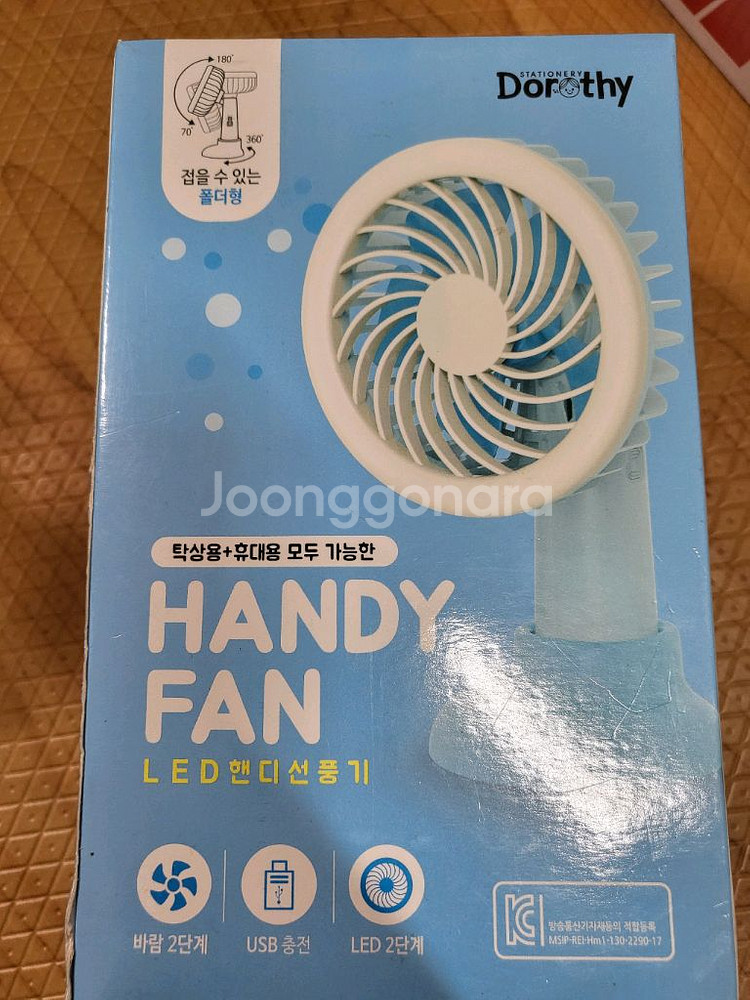 180°
70°
360°
접을 수 있는
폴더형
STATIONERY
Dorothy
Joonggonara
탁상용+휴대용 모두 가능한
HANDY
FAN
LED핸디선풍기
바람 2단계
USB 충전
LED 2단계
방송통신기자재등의 적합등록
MSIP-REI-Hm1-130-2290-17